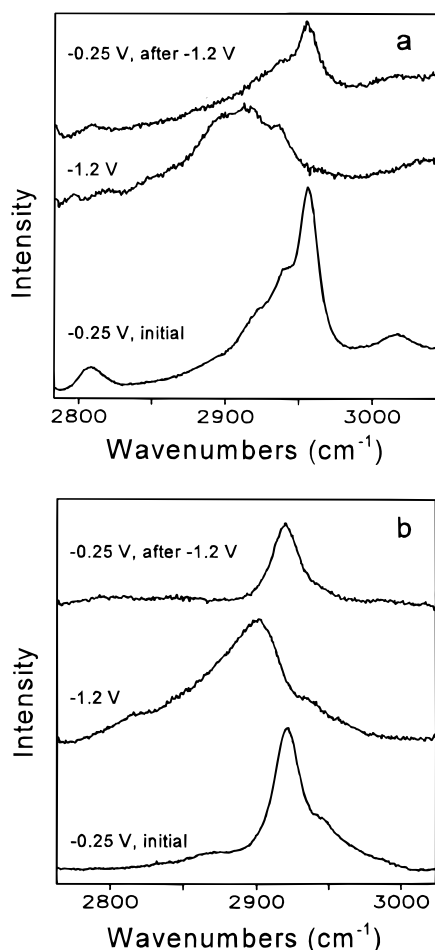 a
-0.25 V, after -1.2 V
-1.2 V
-0.25 V, initial
Intensity
2800 2900 3000
Wavenumbers (cm⁻¹)
b
-0.25 V, after -1.2 V
-1.2 V
-0.25 V, initial
Intensity
2800 2900 3000
Wavenumbers (cm⁻¹)